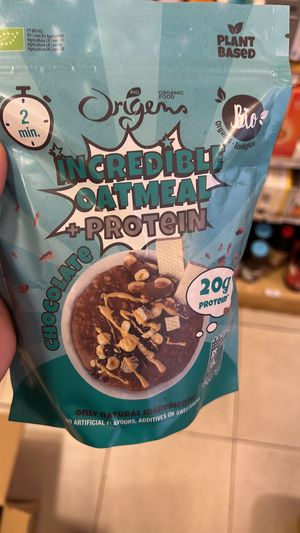 PLANT
BASED
2
min.
BIO
ORGANIC
FOOD
Origens
Bio
INCREDIBLE
OATMEAL
+ PROTEIN
CHOCOLATE
20g
PROTEIN
ONLY NATURAL INGREDIENTS
NO ARTIFICIAL FLAVOURS, ADDITIVES OR SWEETENERS